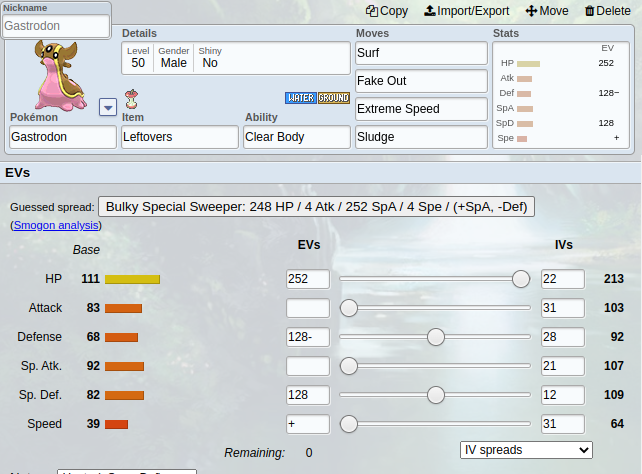 Nickname
Gastrodon
Copy Import/Export Move Delete
Details
Moves
Stats
Level Gender Shiny
50 Male No
Surf
Fake Out
Extreme Speed
Sludge
EV
HP 252
Atk
Def 128−
SpA
SpD 128
Spe +
WATER GROUND
Pokémon Item Ability
Gastrodon Leftovers Clear Body
EVs
Guessed spread: Bulky Special Sweeper: 248 HP / 4 Atk / 252 SpA / 4 Spe / (+SpA, -Def)
(Smogon analysis)
Base EVs IVs
HP 111 252 22 213
Attack 83 31 103
Defense 68 128- 28 92
Sp. Atk. 92 21 107
Sp. Def. 82 128 12 109
Speed 39 + 31 64
Remaining: 0 IV spreads